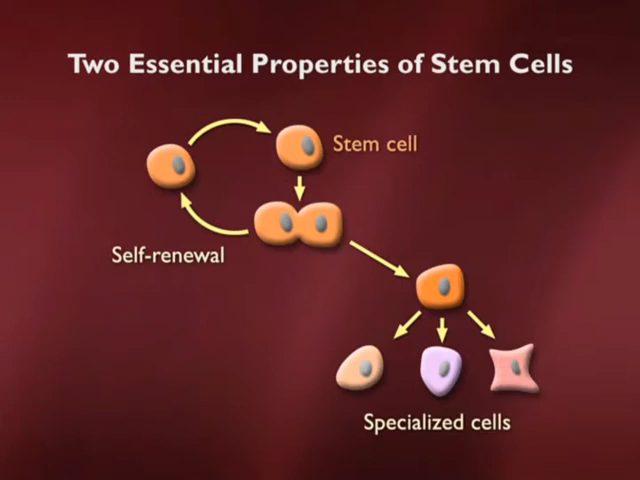 Two Essential Properties of Stem Cells
Stem cell
Self-renewal
Specialized cells